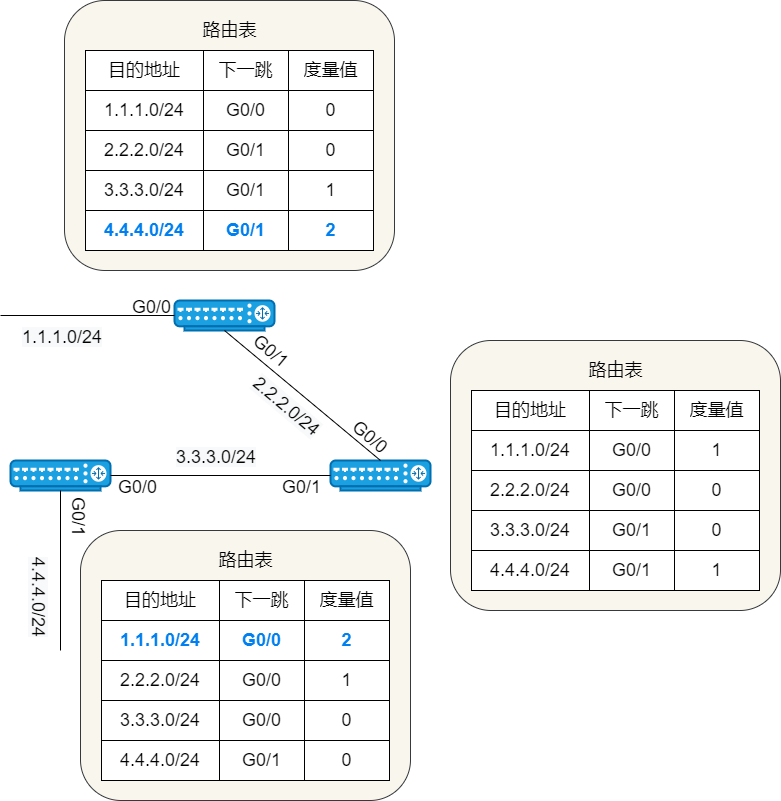 路由表
目的地址 下一跳 度量值
1.1.1.0/24 G0/0 0
2.2.2.0/24 G0/1 0
3.3.3.0/24 G0/1 1
4.4.4.0/24 G0/1 2
G0/0
1.1.1.0/24
G0/1
2.2.2.0/24
G0/0
3.3.3.0/24
G0/0
G0/1
G0/1
4.4.4.0/24
路由表
目的地址 下一跳 度量值
1.1.1.0/24 G0/0 1
2.2.2.0/24 G0/0 0
3.3.3.0/24 G0/1 0
4.4.4.0/24 G0/1 1
路由表
目的地址 下一跳 度量值
1.1.1.0/24 G0/0 2
2.2.2.0/24 G0/0 1
3.3.3.0/24 G0/0 0
4.4.4.0/24 G0/1 0